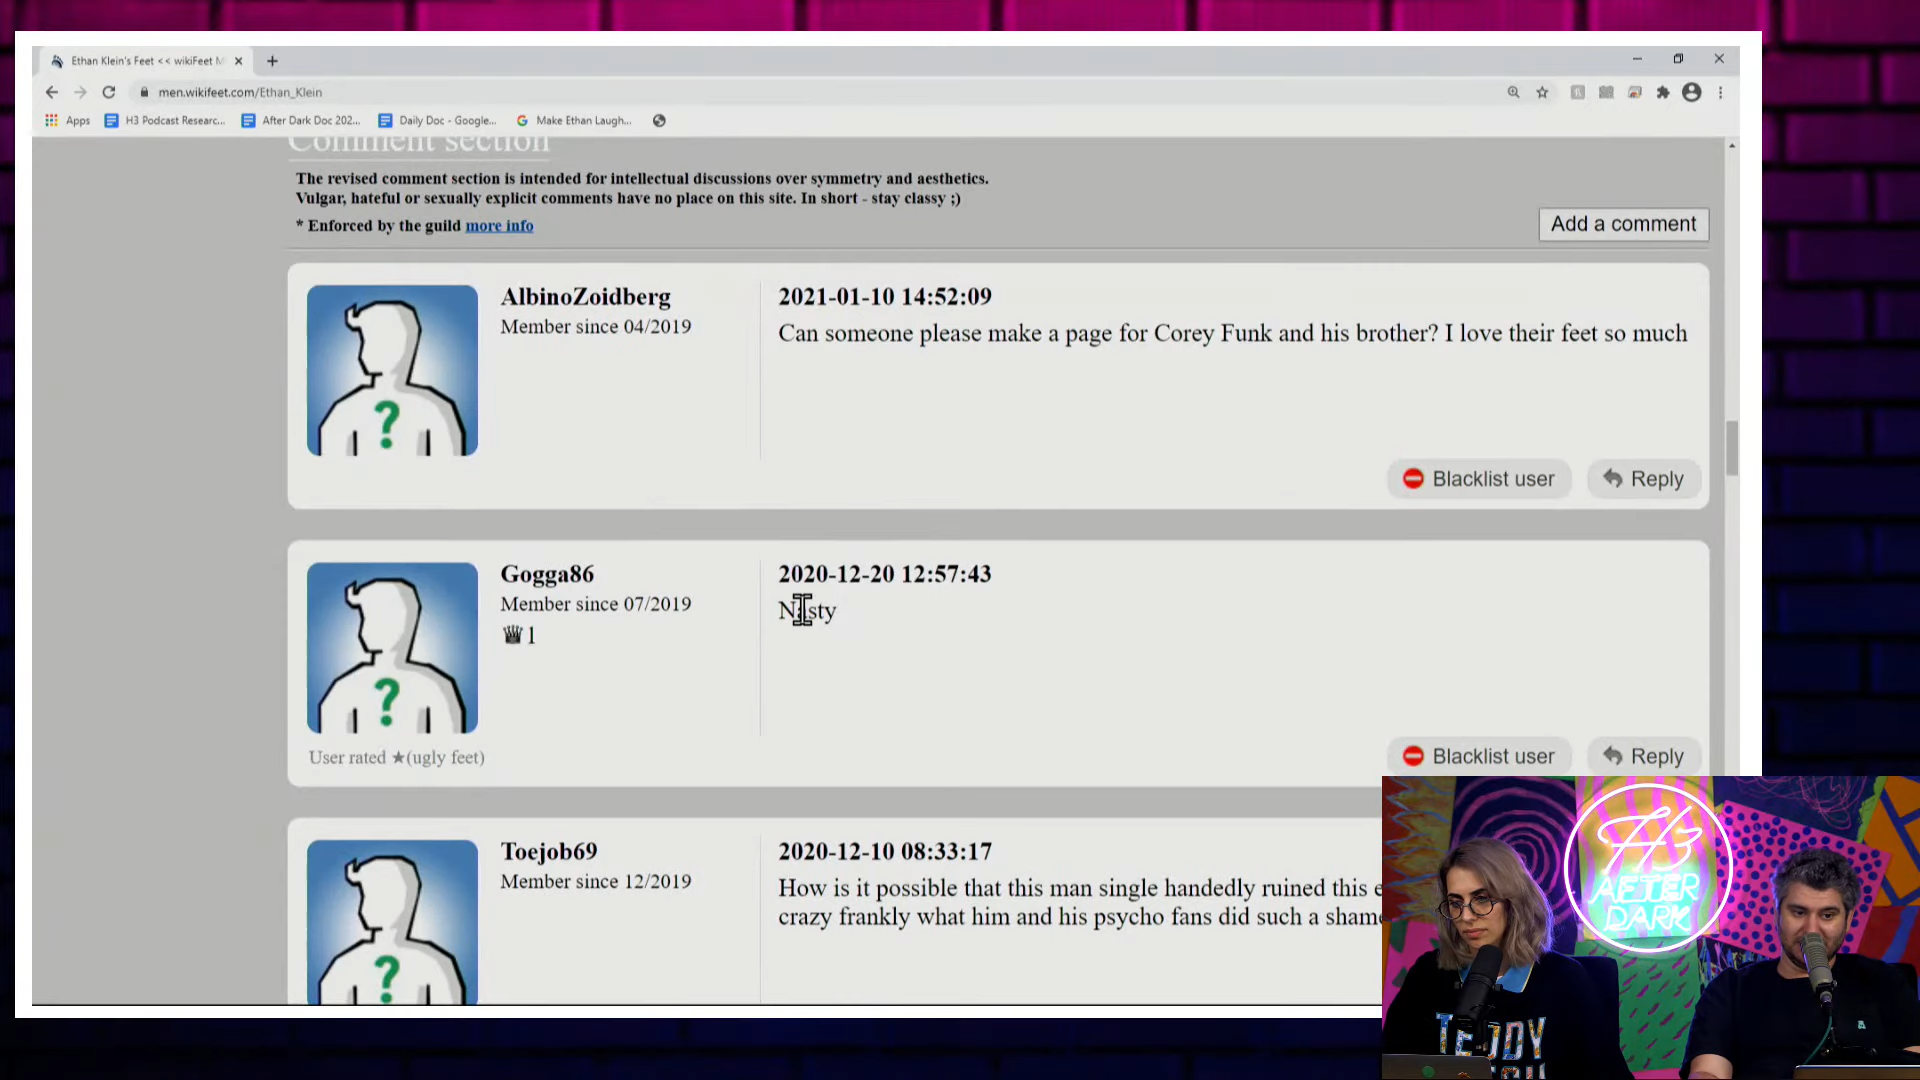 Ethan Klein's Feet << wikiFeet M
men.wikifeet.com/Ethan_Klein
Apps H3 Podcast Researc... After Dark Doc 202... Daily Doc - Google... Make Ethan Laugh...
Comment section
The revised comment section is intended for intellectual discussions over symmetry and aesthetics.
Vulgar, hateful or sexually explicit comments have no place on this site. In short - stay classy ;)
* Enforced by the guild more info
Add a comment
AlbinoZoidberg
Member since 04/2019
2021-01-10 14:52:09
Can someone please make a page for Corey Funk and his brother? I love their feet so much
Blacklist user Reply
Gogga86
Member since 07/2019
1
2020-12-20 12:57:43
Nasty
User rated ★(ugly feet)
Blacklist user Reply
Toejob69
Member since 12/2019
2020-12-10 08:33:17
How is it possible that this man single handedly ruined this e
crazy frankly what him and his psycho fans did such a shame
H3
AFTER
DARK
TEDDY